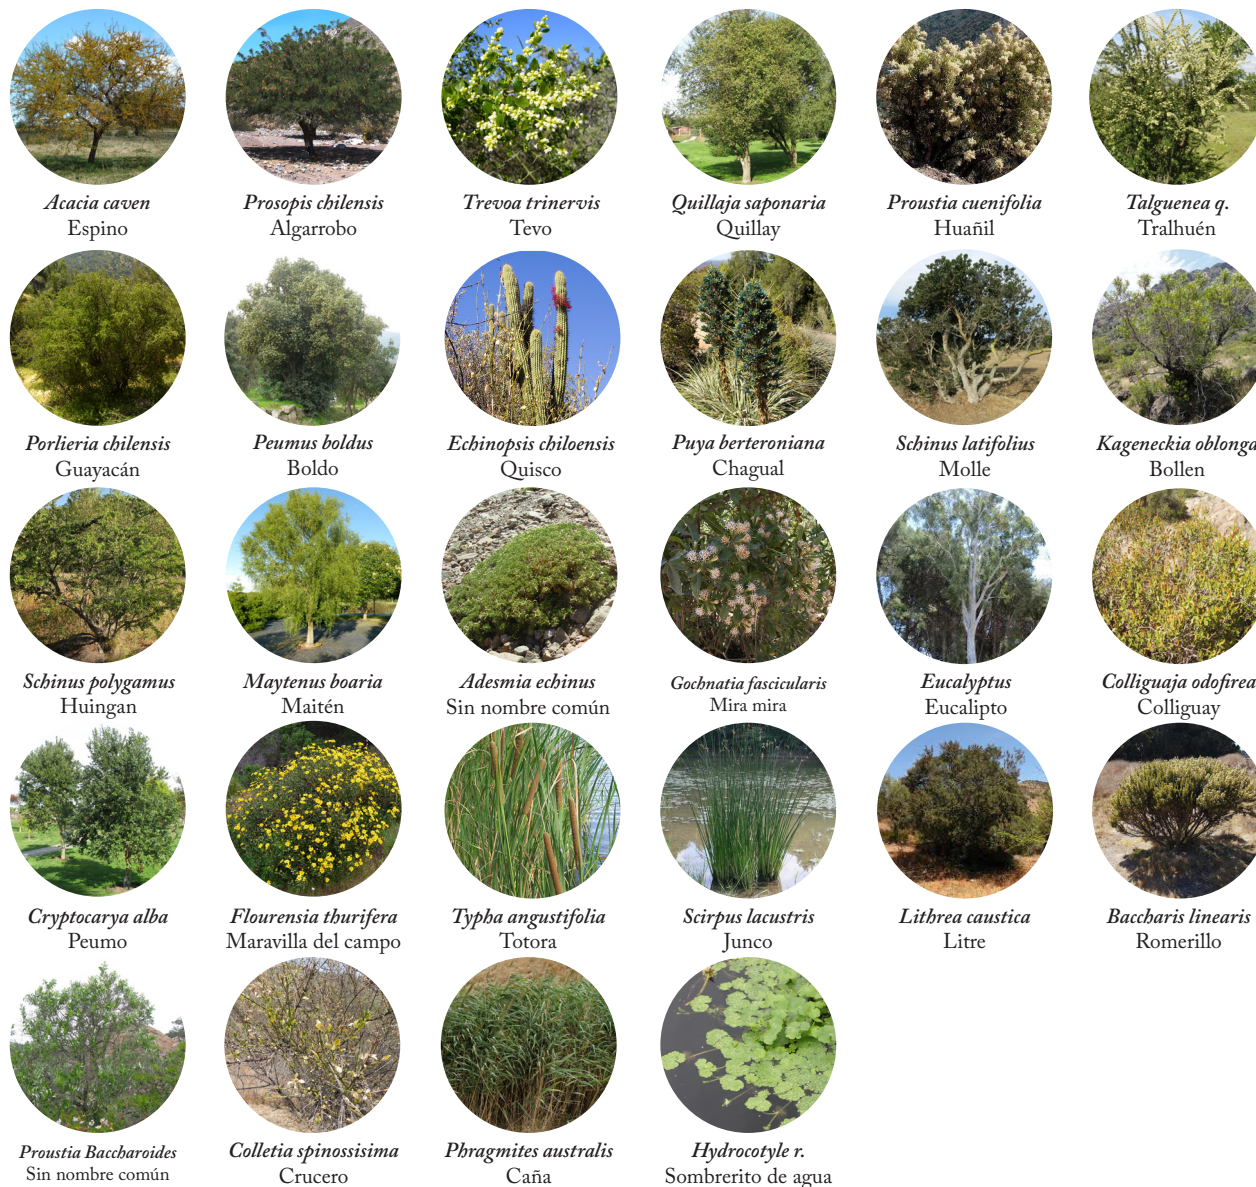 Acacia caven
Espino
Prosopis chilensis
Algarrobo
Trevoa trinervis
Tevo
Quillaja saponaria
Quillay
Proustia cuenifolia
Huañil
Talguenea q.
Tralhuén
Porlieria chilensis
Guayacán
Peumus boldus
Boldo
Echinopsis chiloensis
Quisco
Puya berteroniana
Chagual
Schinus latifolius
Molle
Kageneckia oblonga
Bollen
Schinus polygamus
Huingan
Maytenus boaria
Maitén
Adesmia echinus
Sin nombre común
Gochnatia fascicularis
Mira mira
Eucalyptus
Eucalipto
Colliguaja odofirea
Colliguay
Cryptocarya alba
Peumo
Flourensia thurifera
Maravilla del campo
Typha angustifolia
Totora
Scirpus lacustris
Junco
Lithrea caustica
Litre
Baccharis linearis
Romerillo
Proustia Baccharoides
Sin nombre común
Colletia spinossisima
Crucero
Phragmites australis
Caña
Hydrocotyle r.
Sombrerito de agua